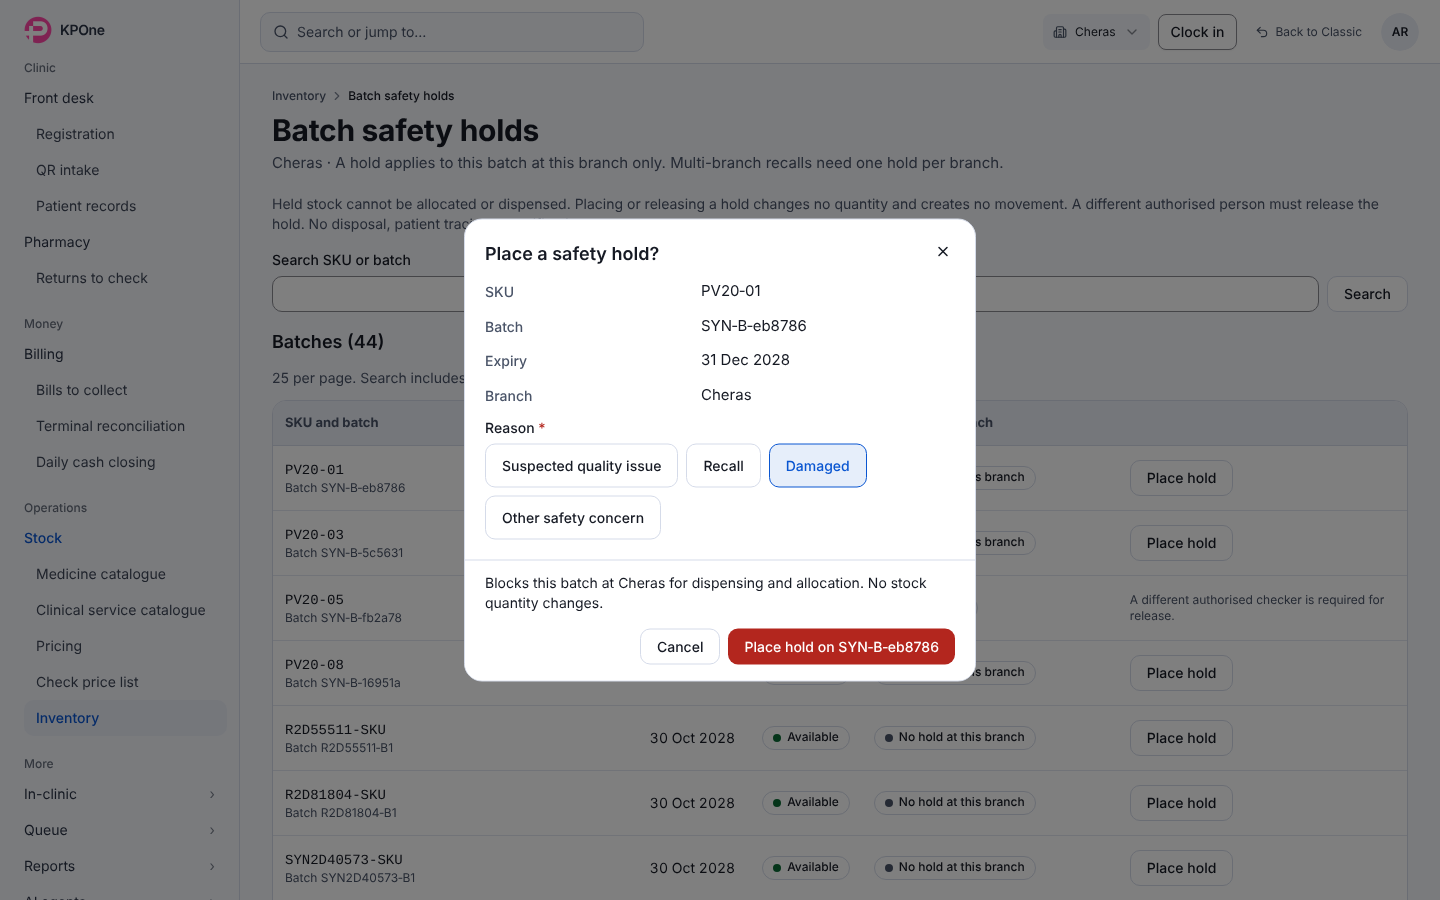 KPOne
Search or jump to...
Cheras
Clock in
Back to Classic
AR
Clinic
Front desk
Registration
QR intake
Patient records
Pharmacy
Returns to check
Money
Billing
Bills to collect
Terminal reconciliation
Daily cash closing
Operations
Stock
Medicine catalogue
Clinical service catalogue
Pricing
Check price list
Inventory
More
In-clinic
Queue
Reports
Inventory > Batch safety holds
Batch safety holds
Cheras · A hold applies to this batch at this branch only. Multi-branch recalls need one hold per branch.
Held stock cannot be allocated or dispensed. Placing or releasing a hold changes no quantity and creates no movement. A different authorised person must release the
hold. No disposal, patient
Search SKU or batch
Search
Batches (44)
25 per page. Search includes
SKU and batch
PV20-01
Batch SYN-B-eb8786
s branch
Place hold
PV20-03
Batch SYN-B-5c5631
s branch
Place hold
PV20-05
Batch SYN-B-fb2a78
A different authorised checker is required for
release.
PV20-08
Batch SYN-B-16951a
s branch
Place hold
R2D55511-SKU
Batch R2D55511-B1
30 Oct 2028
Available
No hold at this branch
Place hold
R2D81804-SKU
Batch R2D81804-B1
30 Oct 2028
Available
No hold at this branch
Place hold
SYN2D40573-SKU
Batch SYN2D40573-B1
30 Oct 2028
Available
No hold at this branch
Place hold
Place a safety hold?
SKU
PV20-01
Batch
SYN-B-eb8786
Expiry
31 Dec 2028
Branch
Cheras
Reason *
Suspected quality issue
Recall
Damaged
Other safety concern
Blocks this batch at Cheras for dispensing and allocation. No stock
quantity changes.
Cancel
Place hold on SYN-B-eb8786